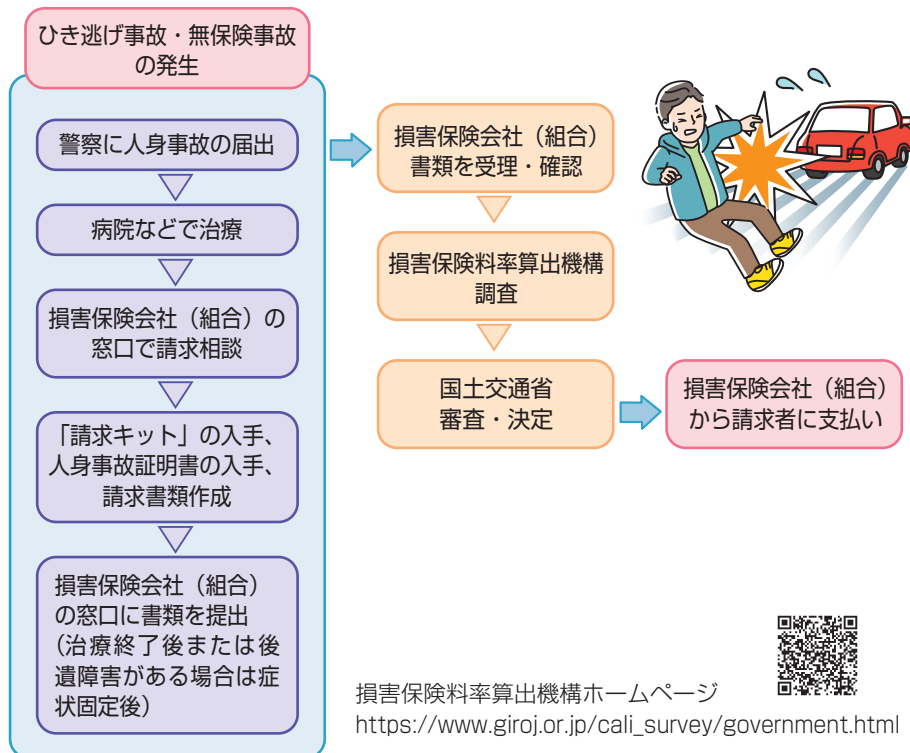 ひき逃げ事故・無保険事故
の発生
警察に人身事故の届出
病院などで治療
損害保険会社（組合）の
窓口で請求相談
「請求キット」の入手、
人身事故証明書の入手、
請求書類作成
損害保険会社（組合）
の窓口に書類を提出
（治療終了後または後
遺障害がある場合は症
状固定後）
損害保険会社（組合）
書類を受理・確認
損害保険料率算出機構
調査
国土交通省
審査・決定
損害保険会社（組合）
から請求者に支払い
損害保険料率算出機構ホームページ
https://www.giroj.or.jp/cali_survey/government.html